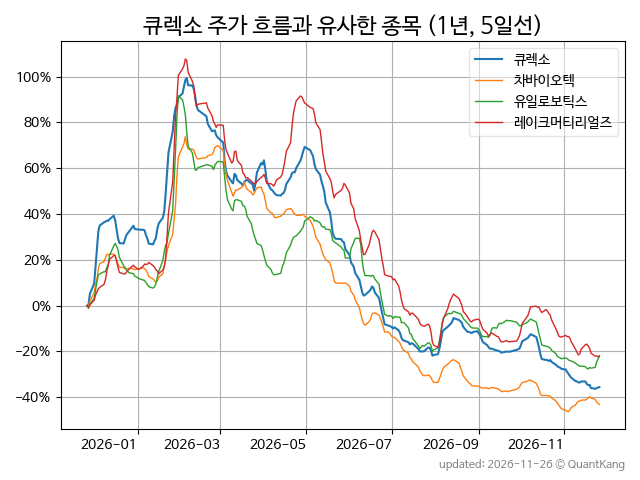 큐렉소 주가 흐름과 유사한 종목 (1년, 5일선)
큐렉소
차바이오텍
유일로보틱스
레이크머티리얼즈
100%
80%
60%
40%
20%
0%
−20%
−40%
2026-01
2026-03
2026-05
2026-07
2026-09
2026-11
updated: 2026-11-26 © QuantKang